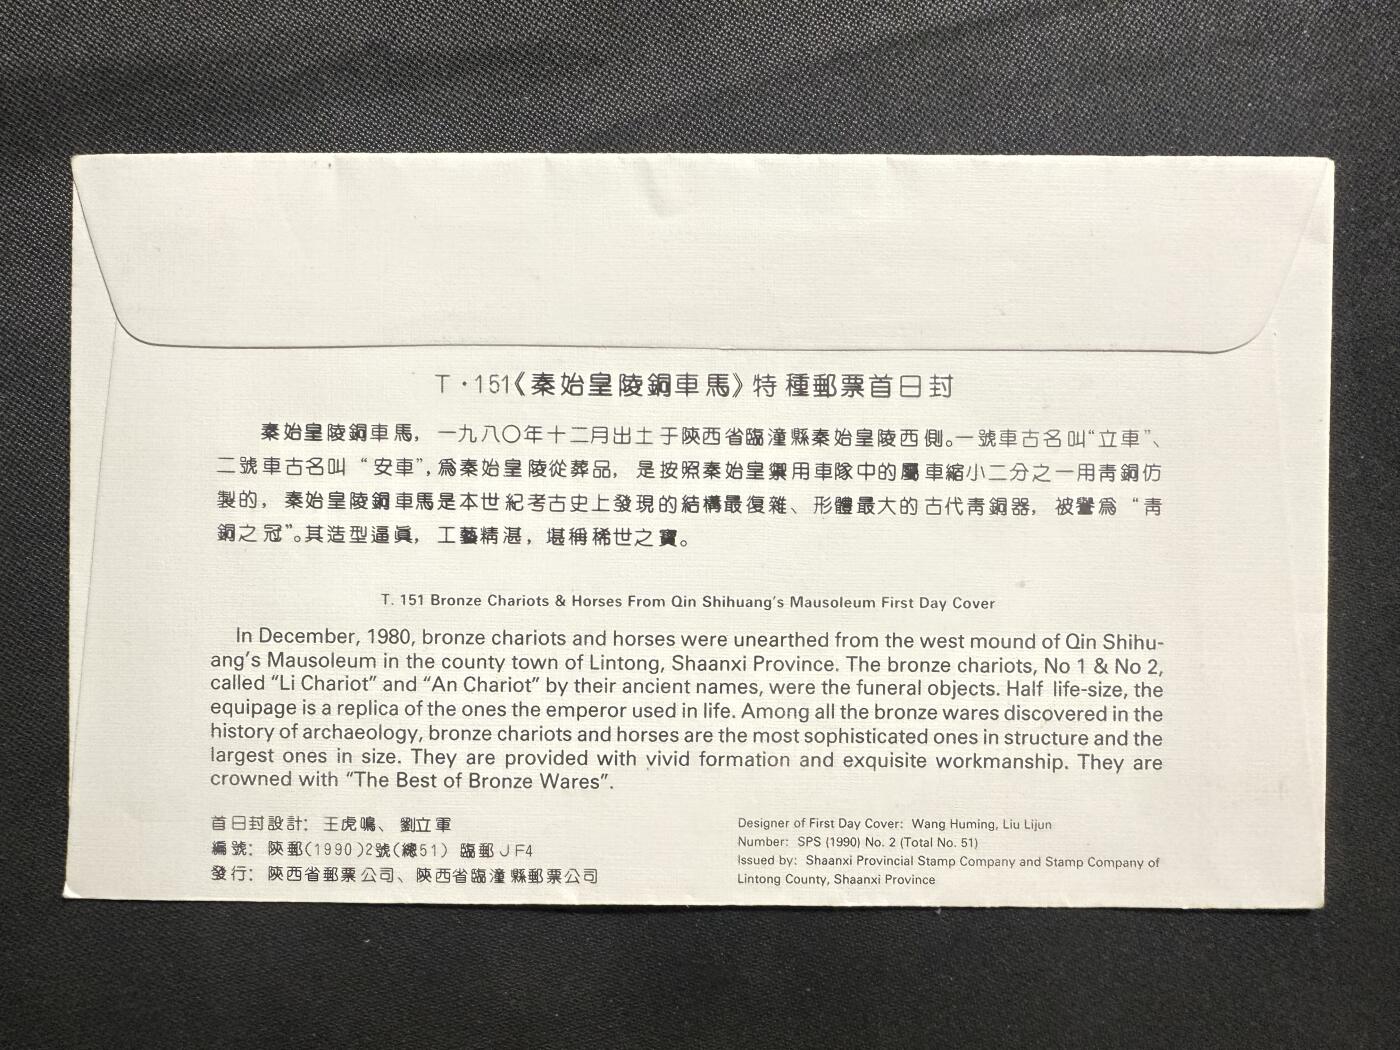 T·151《秦始皇陵銅車馬》特種郵票首日封
秦始皇陵銅車馬，一九八〇年十二月出土于陝西省臨潼縣秦始皇陵西側。一號車古名叫“立車”、
二號車古名叫“安車”，爲秦始皇陵從葬品，是按照秦始皇禦用車隊中的屬車縮小二分之一用靑銅仿
製的，秦始皇陵銅車馬是本世紀考古史上發現的結構最復雜、形體最大的古代靑銅器，被譽爲“靑
銅之冠”。其造型逼眞，工藝精湛，堪稱稀世之寶。
T. 151 Bronze Chariots & Horses From Qin Shihuang's Mausoleum First Day Cover
In December, 1980, bronze chariots and horses were unearthed from the west mound of Qin Shihu-
ang's Mausoleum in the county town of Lintong, Shaanxi Province. The bronze chariots, No 1 & No 2,
called “Li Chariot” and “An Chariot” by their ancient names, were the funeral objects. Half life-size, the
equipage is a replica of the ones the emperor used in life. Among all the bronze wares discovered in the
history of archaeology, bronze chariots and horses are the most sophisticated ones in structure and the
largest ones in size. They are provided with vivid formation and exquisite workmanship. They are
crowned with “The Best of Bronze Wares”.
首日封設計：王虎鳴、劉立軍
編號：陝郵(1990)2號(總51) 臨郵JF4
發行：陝西省郵票公司、陝西省臨潼縣郵票公司
Designer of First Day Cover: Wang Huming, Liu Lijun
Number: SPS (1990) No. 2 (Total No. 51)
Issued by: Shaanxi Provincial Stamp Company and Stamp Company of
Lintong County, Shaanxi Province